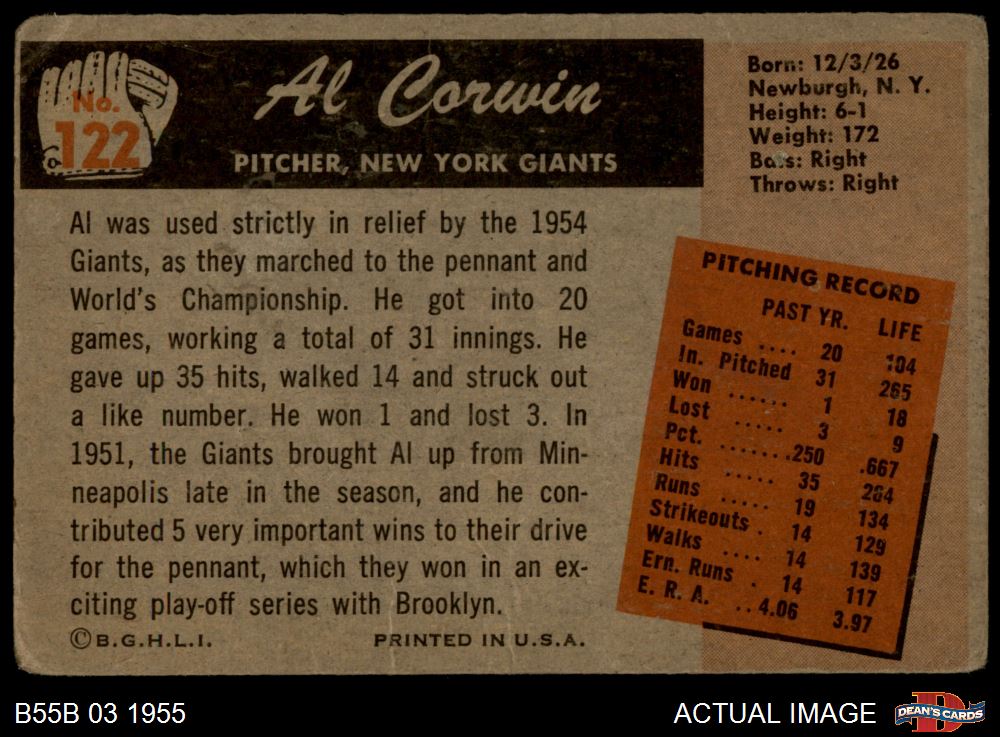 No.
122
Al Corwin
PITCHER, NEW YORK GIANTS
Born: 12/3/26
Newburgh, N. Y.
Height: 6-1
Weight: 172
Bats: Right
Throws: Right
Al was used strictly in relief by the 1954
Giants, as they marched to the pennant and
World's Championship. He got into 20
games, working a total of 31 innings. He
gave up 35 hits, walked 14 and struck out
a like number. He won 1 and lost 3. In
1951, the Giants brought Al up from Min-
neapolis late in the season, and he con-
tributed 5 very important wins to their drive
for the pennant, which they won in an ex-
citing play-off series with Brooklyn.
©B.G.H.L.I. PRINTED IN U.S.A.
PITCHING RECORD
PAST YR. LIFE
Games .... 20 104
In. Pitched 31 265
Won ...... 1 18
Lost ..... 3 9
Pct. .......250 .667
Hits ..... 35 264
Runs ..... 19 134
Strikeouts . 14 129
Walks .... 14 139
Ern. Runs . 14 117
E. R. A. ..4.06 3.97
B55B 03 1955
ACTUAL IMAGE
DEAN'S CARDS